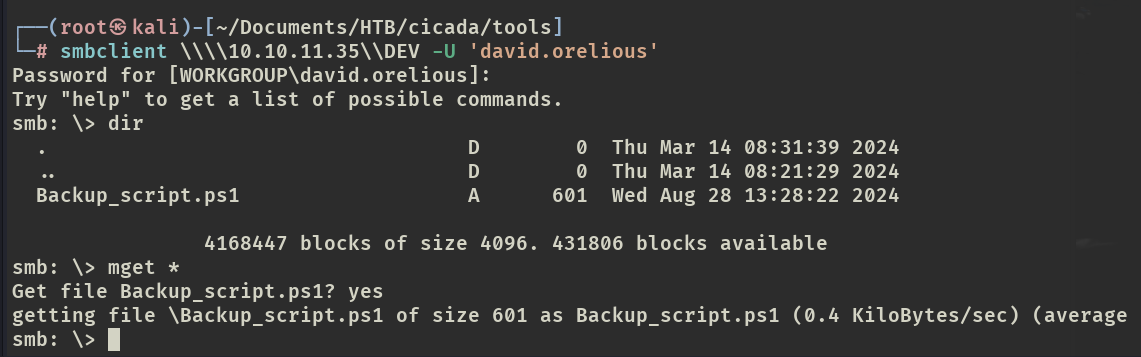 ┌──(root㉿kali)-[~/Documents/HTB/cicada/tools]
└─# smbclient \\\\10.10.11.35\\DEV -U 'david.orelious'
Password for [WORKGROUP\david.orelious]:
Try "help" to get a list of possible commands.
smb: \> dir
  .                                   D        0  Thu Mar 14 08:31:39 2024
  ..                                  D        0  Thu Mar 14 08:21:29 2024
  Backup_script.ps1                   A      601  Wed Aug 28 13:28:22 2024
                4168447 blocks of size 4096. 431806 blocks available
smb: \> mget *
Get file Backup_script.ps1? yes
getting file \Backup_script.ps1 of size 601 as Backup_script.ps1 (0.4 KiloBytes/sec) (average
smb: \>